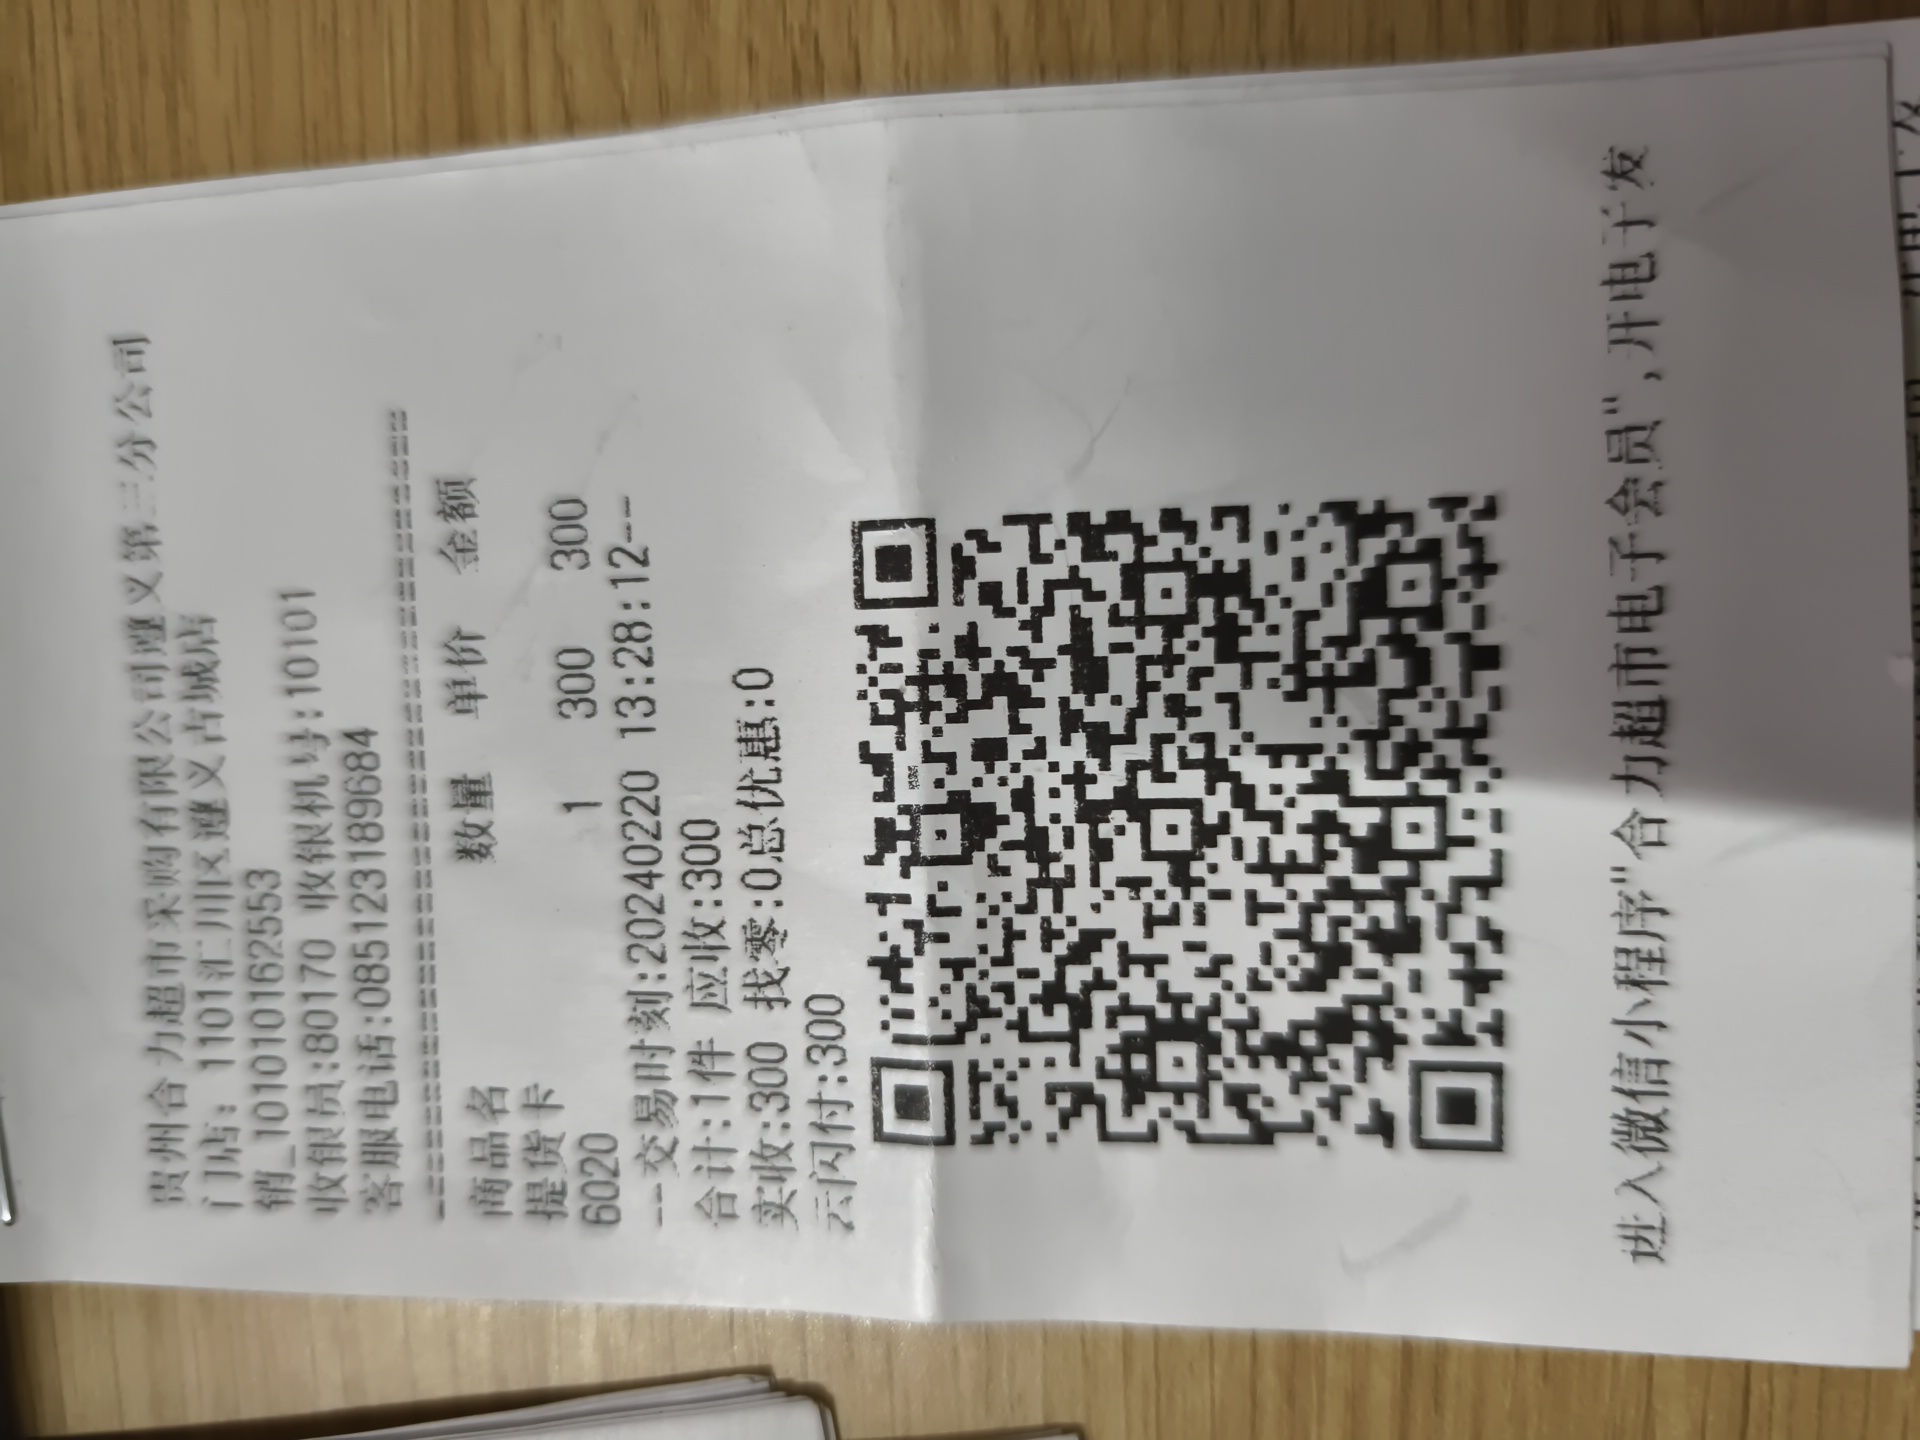 贵州合力超市采购有限公司遵义第三分公司
门店: 1101汇川区遵义古城店
销_1010101625​53
收银员:80170 收银机号:10101
客服电话:085123189684
商品名 数量 单价 金额
提货卡 1 300 300
6020
--交易时刻:20240220 13:28:12--
合计:1件 应收:300
实收:300 找零:0总优惠:0
云闪付:300
进入微信小程序"合力超市电子会员",开电子发